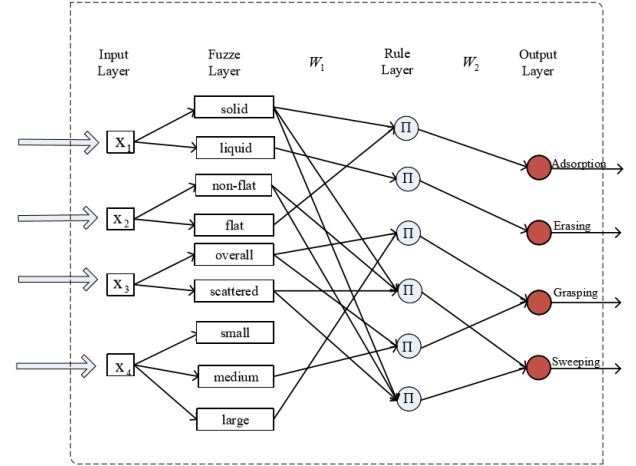 Input Layer
Fuzze Layer
W1
Rule Layer
W2
Output Layer
X1
X2
X3
X4
solid
liquid
non-flat
flat
overall
scattered
small
medium
large
Π
Π
Π
Π
Π
Π
Adsorption
Erasing
Grasping
Sweeping